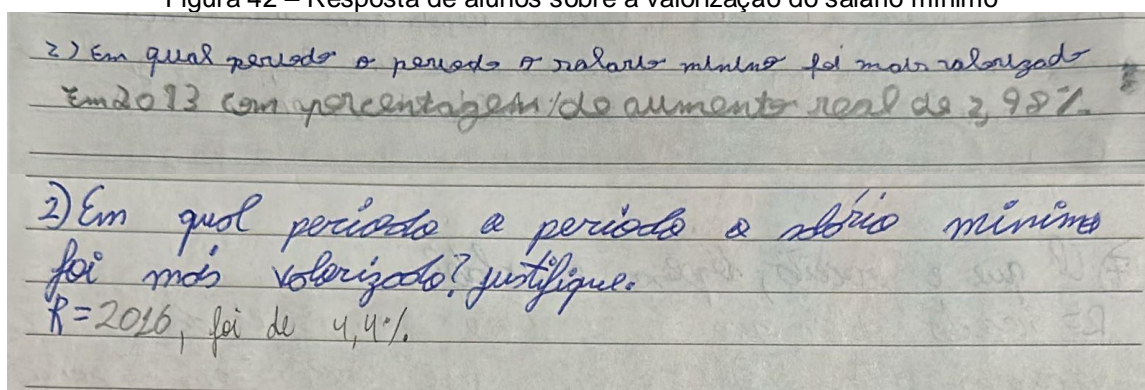 Figura 42 – Resposta de alunos sobre a valorização do salário mínimo
2) Em qual periodo o periodo o salario minimo foi mais valorizado
Em 2013 com porcentagem do aumento real de 2,98%.
2) Em qual periodo a periodo o salário minimo
foi mais valorizado? justifique.
R=2016, foi de 4,4%.